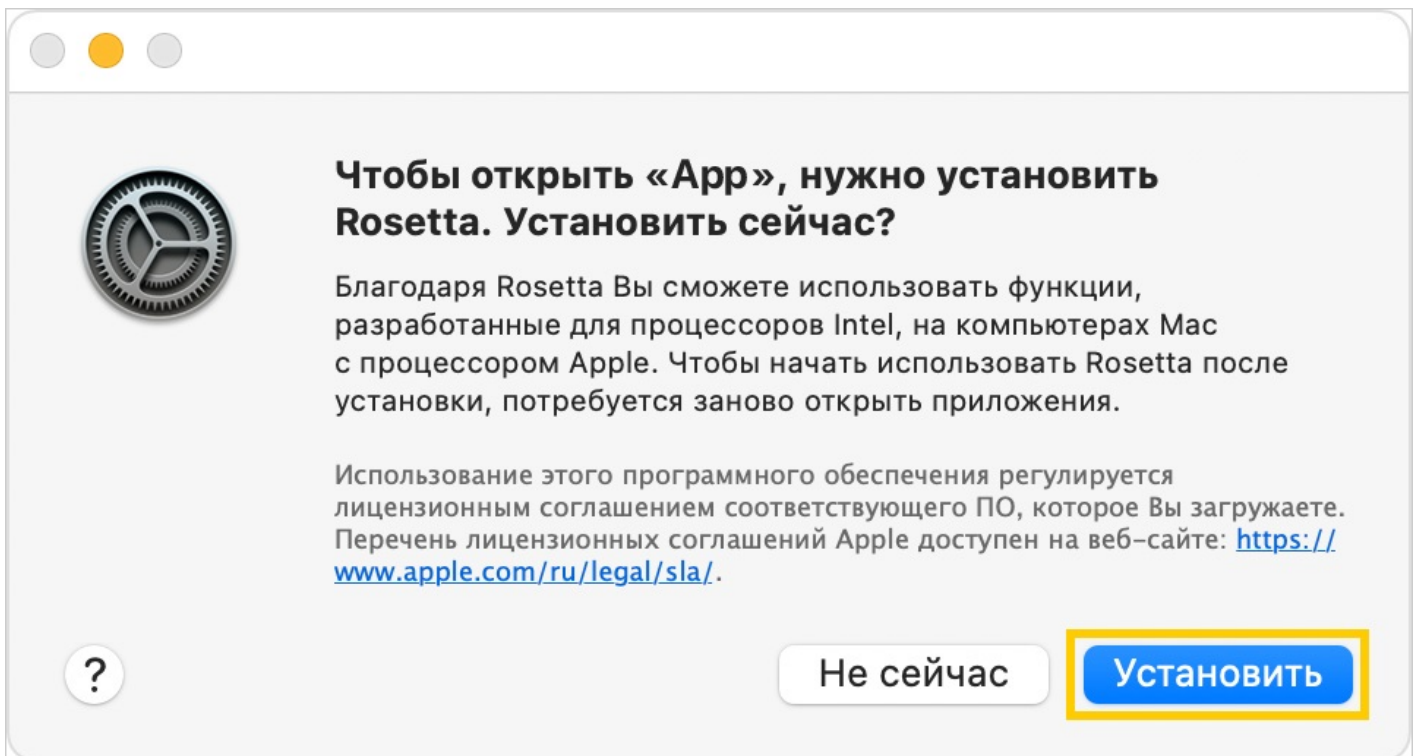 Чтобы открыть «App», нужно установить
Rosetta. Установить сейчас?
Благодаря Rosetta Вы сможете использовать функции,
разработанные для процессоров Intel, на компьютерах Mac
с процессором Apple. Чтобы начать использовать Rosetta после
установки, потребуется заново открыть приложения.
Использование этого программного обеспечения регулируется
лицензионным соглашением соответствующего ПО, которое Вы загружаете.
Перечень лицензионных соглашений Apple доступен на веб-сайте: https://
www.apple.com/ru/legal/sla/.
? Не сейчас Установить